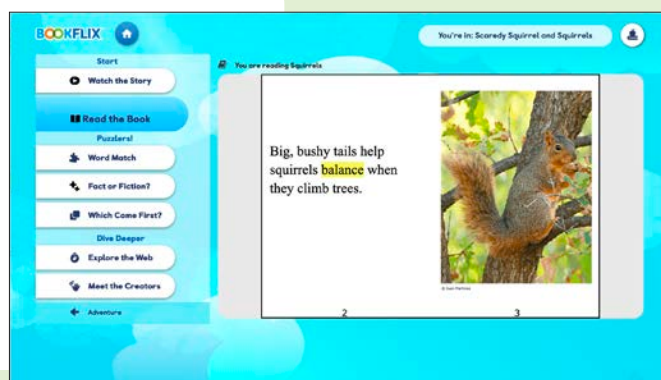 BOOKFLIX
You're in: Scaredy Squirrel and Squirrels
Start
Watch the Story
Read the Book
Puzzlers!
Word Match
Fact or Fiction?
Which Came First?
Dive Deeper
Explore the Web
Meet the Creators
Adventure
You are reading Squirrels
Big, bushy tails help
squirrels balance when
they climb trees.
2
3